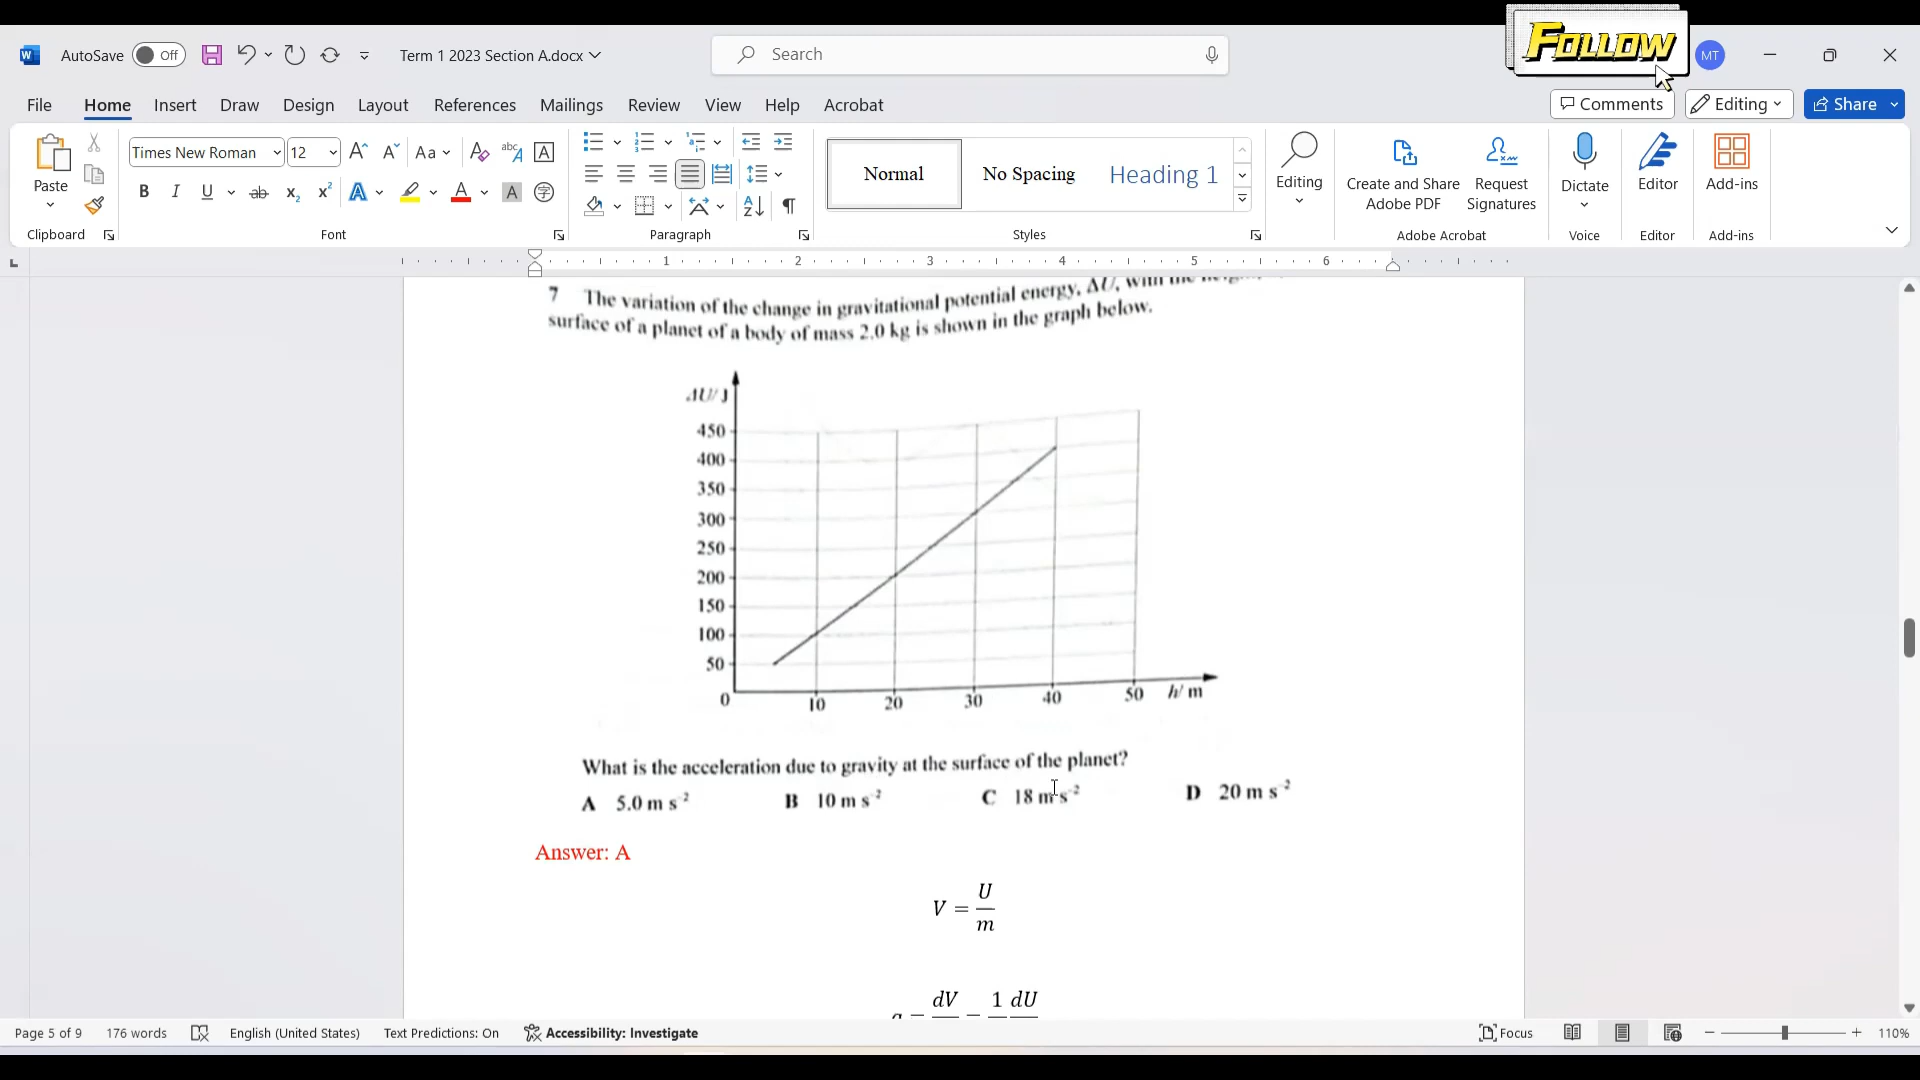 FOLLOW
AutoSave Off Term 1 2023 Section A.docx Search MT
File Home Insert Draw Design Layout References Mailings Review View Help Acrobat Comments Editing Share
Paste
Times New Roman 12 Aa
Normal No Spacing Heading 1
Editing Create and Share Adobe PDF Request Signatures Dictate Editor Add-ins
Clipboard Font Paragraph Styles Adobe Acrobat Voice Editor Add-ins
1 2 3 4 5 6
7 The variation of the change in gravitational potential energy, ΔU, with the
surface of a planet of a body of mass 2.0 kg is shown in the graph below.
ΔU/ J
450
400
350
300
250
200
150
100
50
0 10 20 30 40 50 h/ m
What is the acceleration due to gravity at the surface of the planet?
A 5.0 m s⁻² B 10 m s⁻² C 18 m s⁻² D 20 m s⁻²
Answer: A
V = U/m
dV = 1 dU
Page 5 of 9 176 words English (United States) Text Predictions: On Accessibility: Investigate Focus 110%